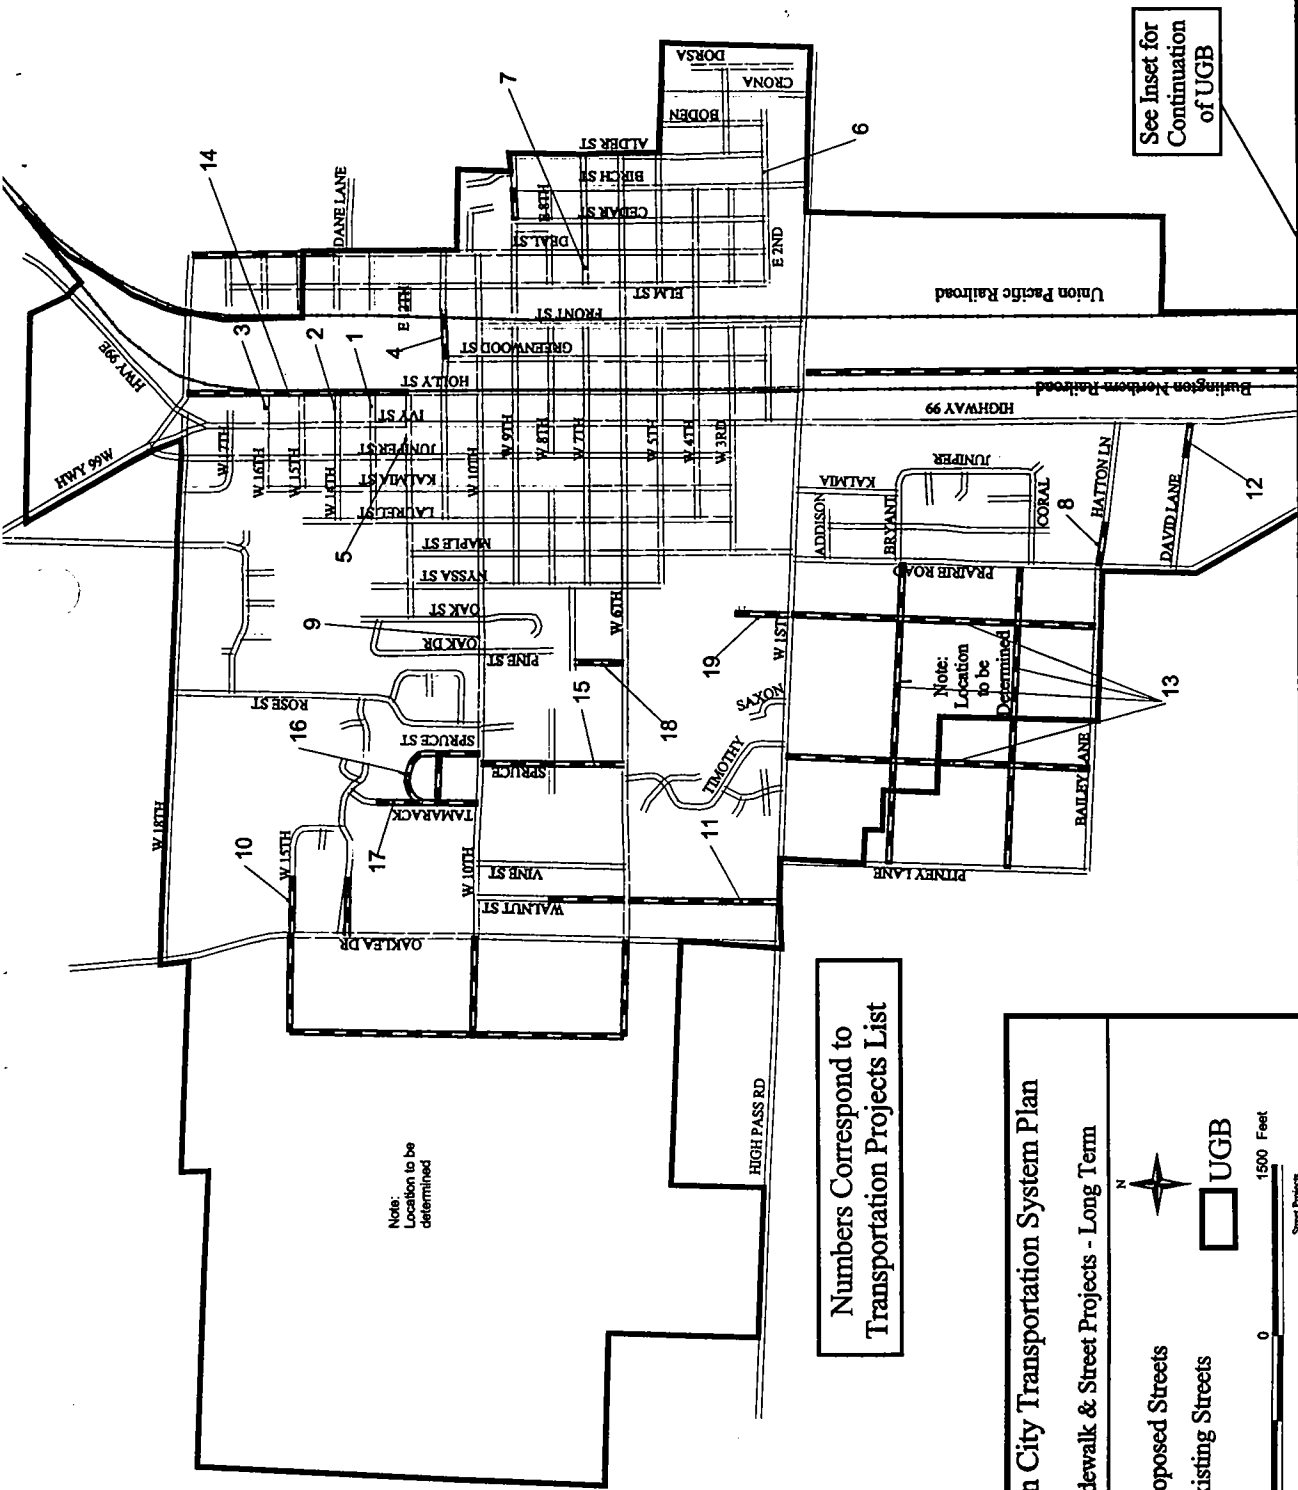 See Inset for
Continuation
of UGB
DORSA
CRONA
BODEN
ALDER ST
BIRCH ST
CEDAR ST
DEAL ST
E 8TH
E 2ND
ELM ST
FRONT ST
GREENWOOD ST
HOLLY ST
IVY ST
JUNIPER ST
KALMIA ST
LAUREL ST
MAPLE ST
NYSSA ST
OAK ST
OAK DR
PINE ST
ROSE ST
SPRUCE ST
SPRUCE
TAMARACK
VINE ST
WALNUT ST
OAKLEA DR
DANE LANE
HWY 99E
HWY 99W
W 18TH
W 17TH
W 16TH
W 15TH
W 14TH
W 15TH
W 10TH
W 10TH
W 9TH
W 8TH
W 7TH
W 6TH
W 5TH
W 4TH
W 3RD
W 1ST
Union Pacific Railroad
Burlington Northern Railroad
HIGHWAY 99
KALMIA
JUNIPER
ADDISON
BRYANT
CORAL
HATTON LN
DAVID LANE
PRAIRIE ROAD
SAXON
TIMOTHY
BAILEY LANE
PITNEY LANE
HIGH PASS RD
Note:
Location
to be
Determined
Note:
Location to be
determined
1
2
3
4
5
6
7
8
9
10
11
12
13
14
15
16
17
18
19
Numbers Correspond to
Transportation Projects List
n City Transportation System Plan
dewalk & Street Projects - Long Term
N
UGB
oposed Streets
xisting Streets
0
1500 Feet
Street Projects